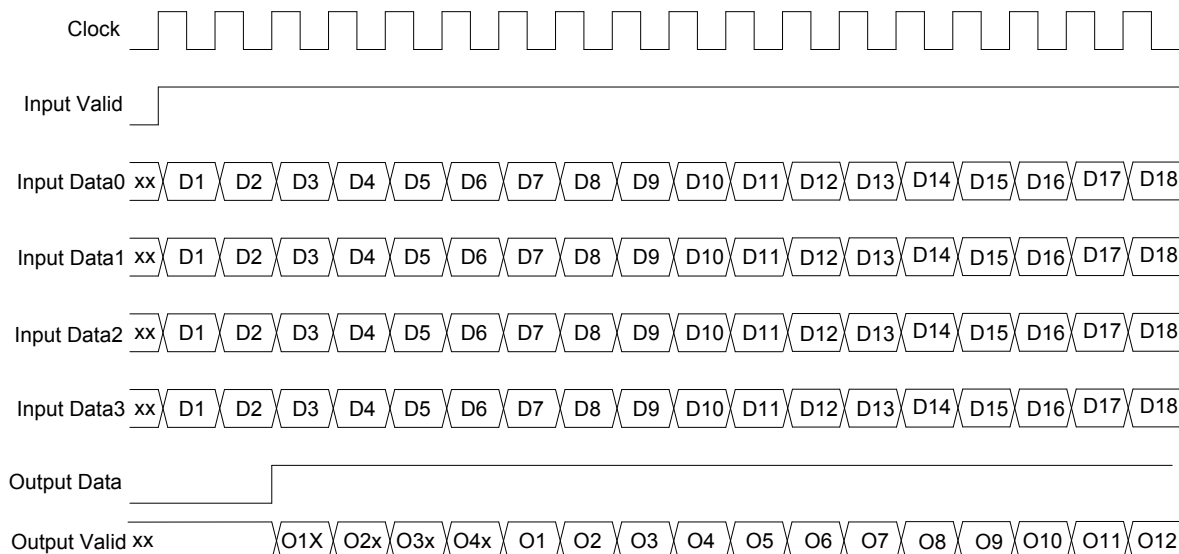 Clock
Input Valid
Input Data0 xx D1 D2 D3 D4 D5 D6 D7 D8 D9 D10 D11 D12 D13 D14 D15 D16 D17 D18
Input Data1 xx D1 D2 D3 D4 D5 D6 D7 D8 D9 D10 D11 D12 D13 D14 D15 D16 D17 D18
Input Data2 xx D1 D2 D3 D4 D5 D6 D7 D8 D9 D10 D11 D12 D13 D14 D15 D16 D17 D18
Input Data3 xx D1 D2 D3 D4 D5 D6 D7 D8 D9 D10 D11 D12 D13 D14 D15 D16 D17 D18
Output Data
Output Valid xx O1X O2x O3x O4x O1 O2 O3 O4 O5 O6 O7 O8 O9 O10 O11 O12